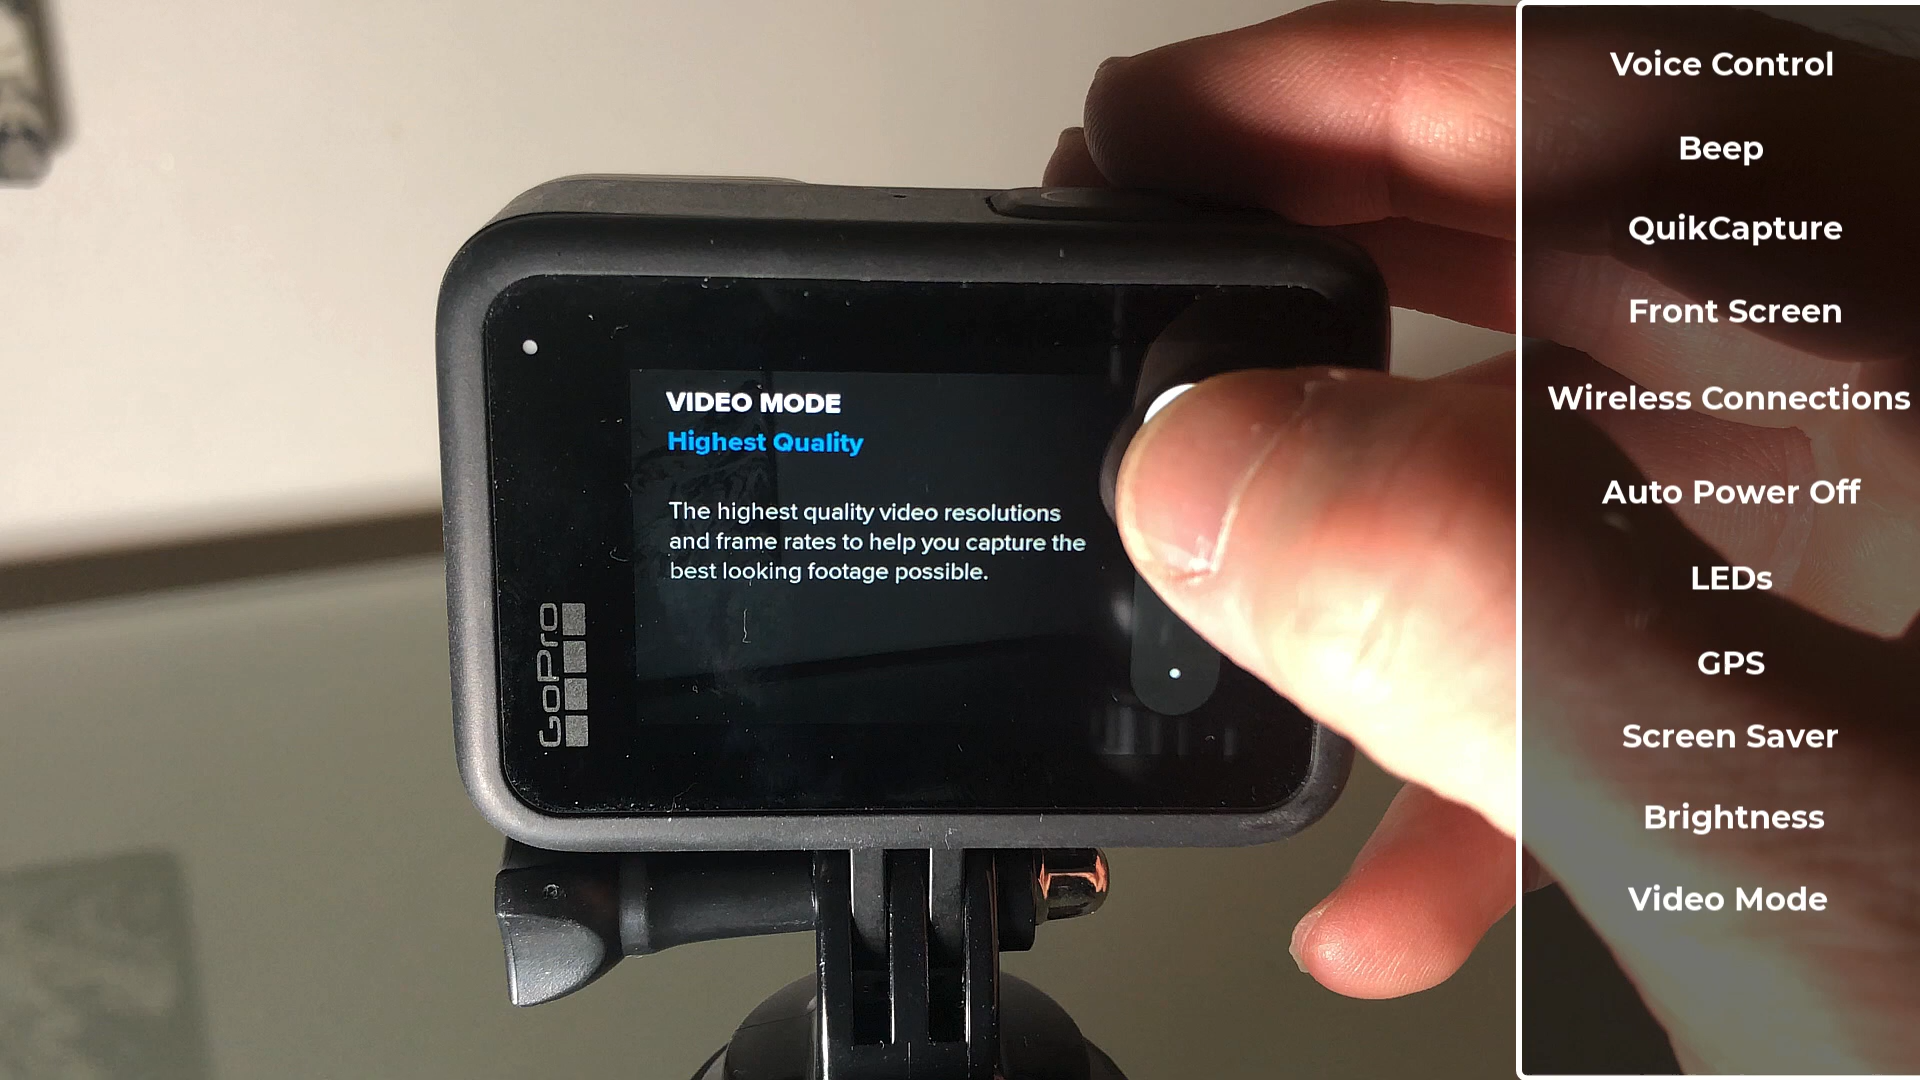 VIDEO MODE
Highest Quality
The highest quality video resolutions
and frame rates to help you capture the
best looking footage possible.
GoPro
Voice Control
Beep
QuikCapture
Front Screen
Wireless Connections
Auto Power Off
LEDs
GPS
Screen Saver
Brightness
Video Mode